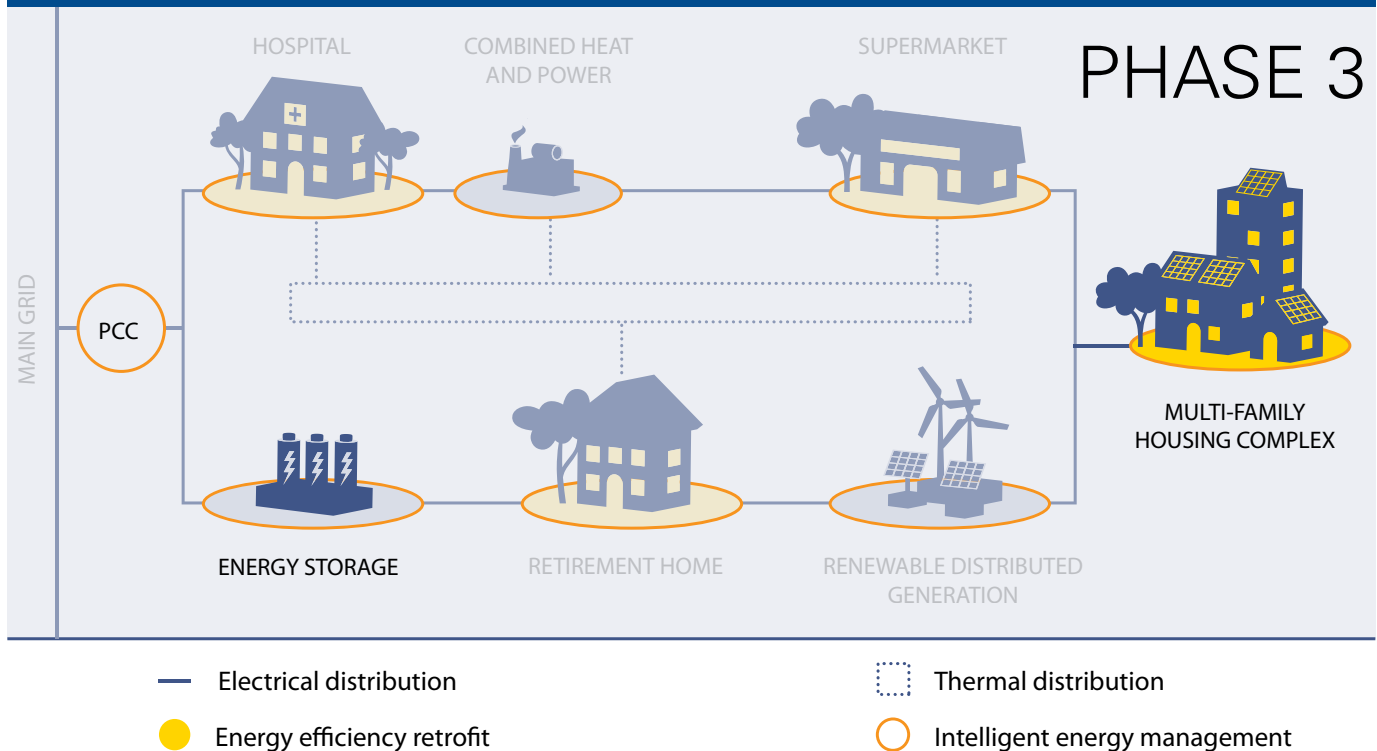 HOSPITAL
COMBINED HEAT
AND POWER
SUPERMARKET
PHASE 3
MAIN GRID
PCC
MULTI-FAMILY
HOUSING COMPLEX
ENERGY STORAGE
RETIREMENT HOME
RENEWABLE DISTRIBUTED
GENERATION
Electrical distribution
Thermal distribution
Energy efficiency retrofit
Intelligent energy management